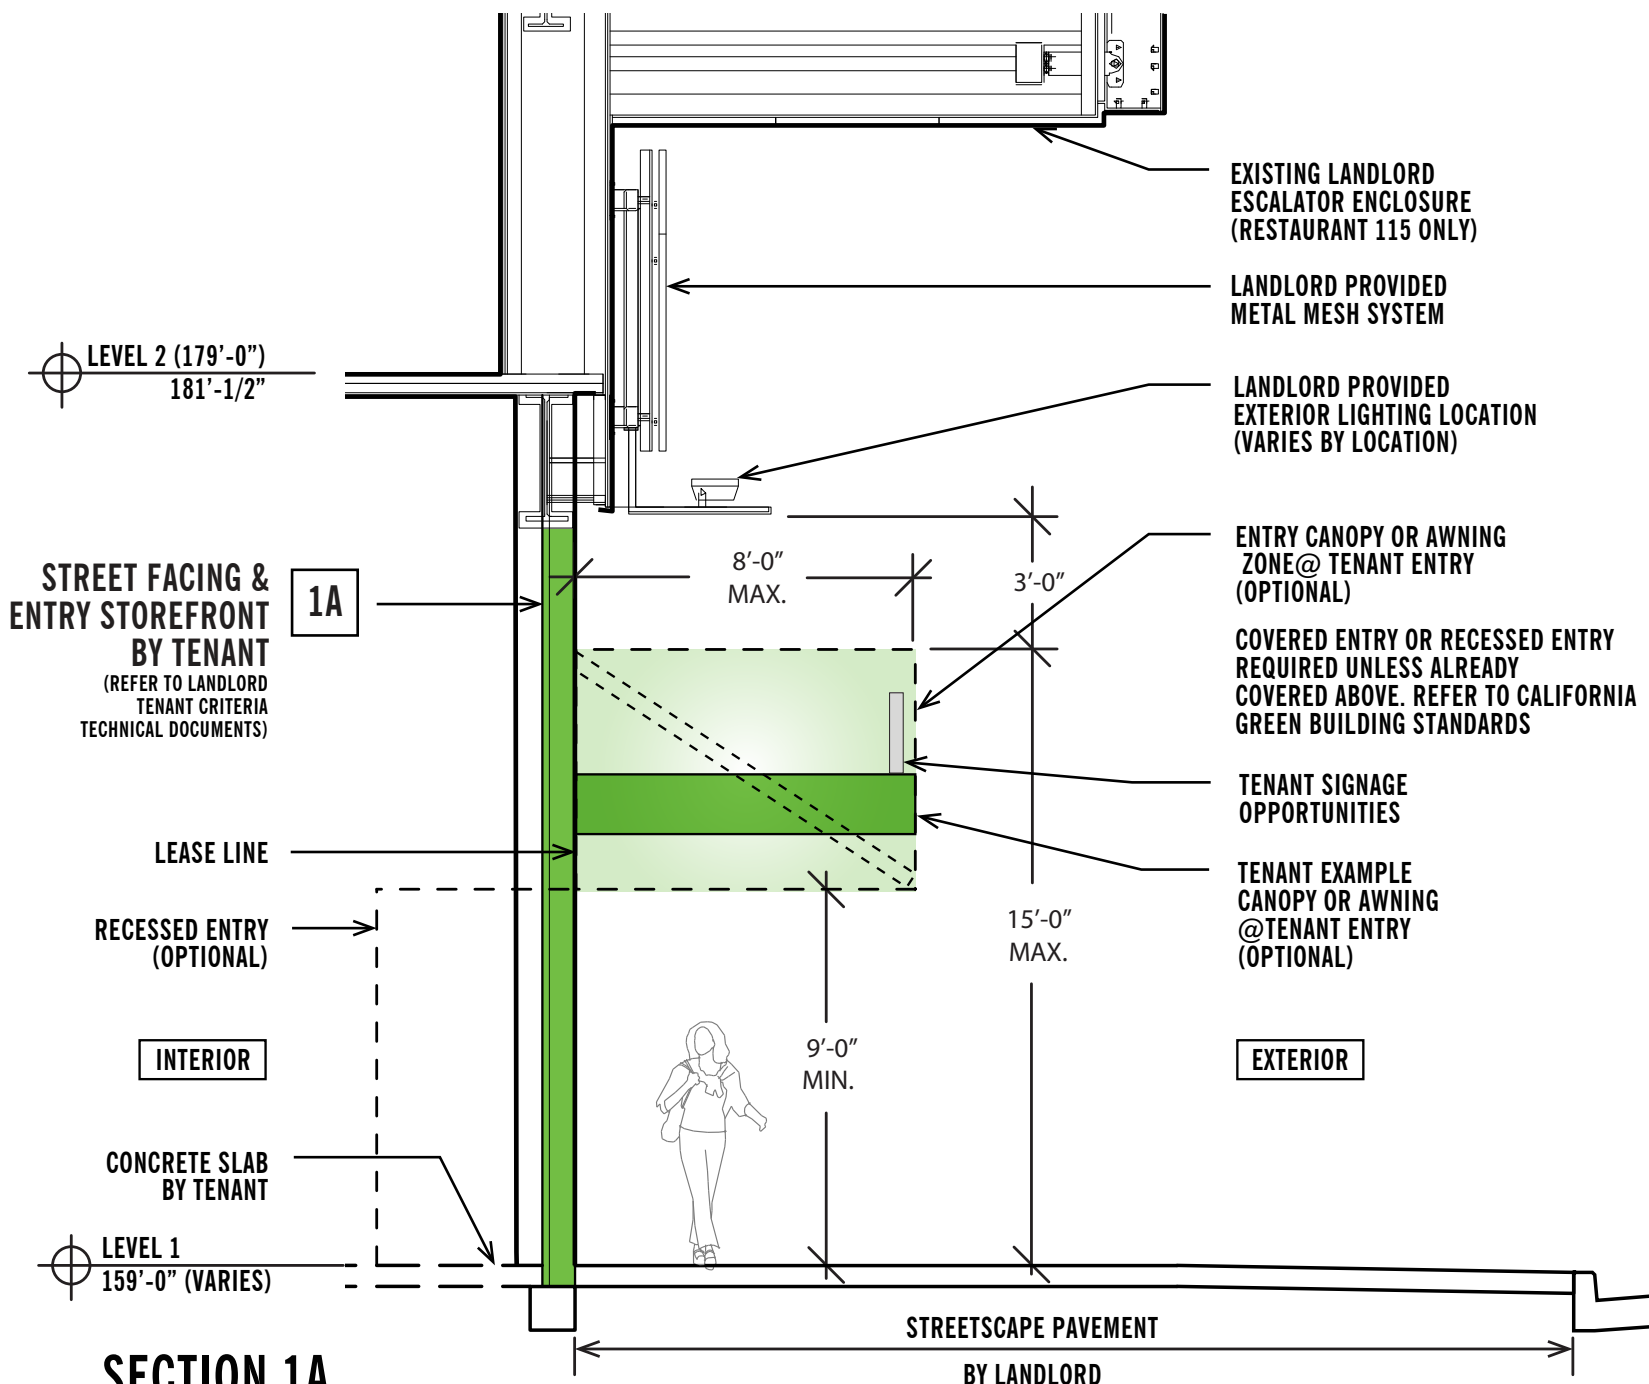 EXISTING LANDLORD
ESCALATOR ENCLOSURE
(RESTAURANT 115 ONLY)
LANDLORD PROVIDED
METAL MESH SYSTEM
LEVEL 2 (179’-0”)
181’-1/2”
LANDLORD PROVIDED
EXTERIOR LIGHTING LOCATION
(VARIES BY LOCATION)
STREET FACING &
ENTRY STOREFRONT
BY TENANT
(REFER TO LANDLORD
TENANT CRITERIA
TECHNICAL DOCUMENTS)
1A
8’-0”
MAX.
3’-0”
ENTRY CANOPY OR AWNING
ZONE@ TENANT ENTRY
(OPTIONAL)
COVERED ENTRY OR RECESSED ENTRY
REQUIRED UNLESS ALREADY
COVERED ABOVE. REFER TO CALIFORNIA
GREEN BUILDING STANDARDS
TENANT SIGNAGE
OPPORTUNITIES
LEASE LINE
TENANT EXAMPLE
CANOPY OR AWNING
@TENANT ENTRY
(OPTIONAL)
RECESSED ENTRY
(OPTIONAL)
15’-0”
MAX.
9’-0”
MIN.
INTERIOR
EXTERIOR
CONCRETE SLAB
BY TENANT
LEVEL 1
159’-0” (VARIES)
STREETSCAPE PAVEMENT
BY LANDLORD
SECTION 1A